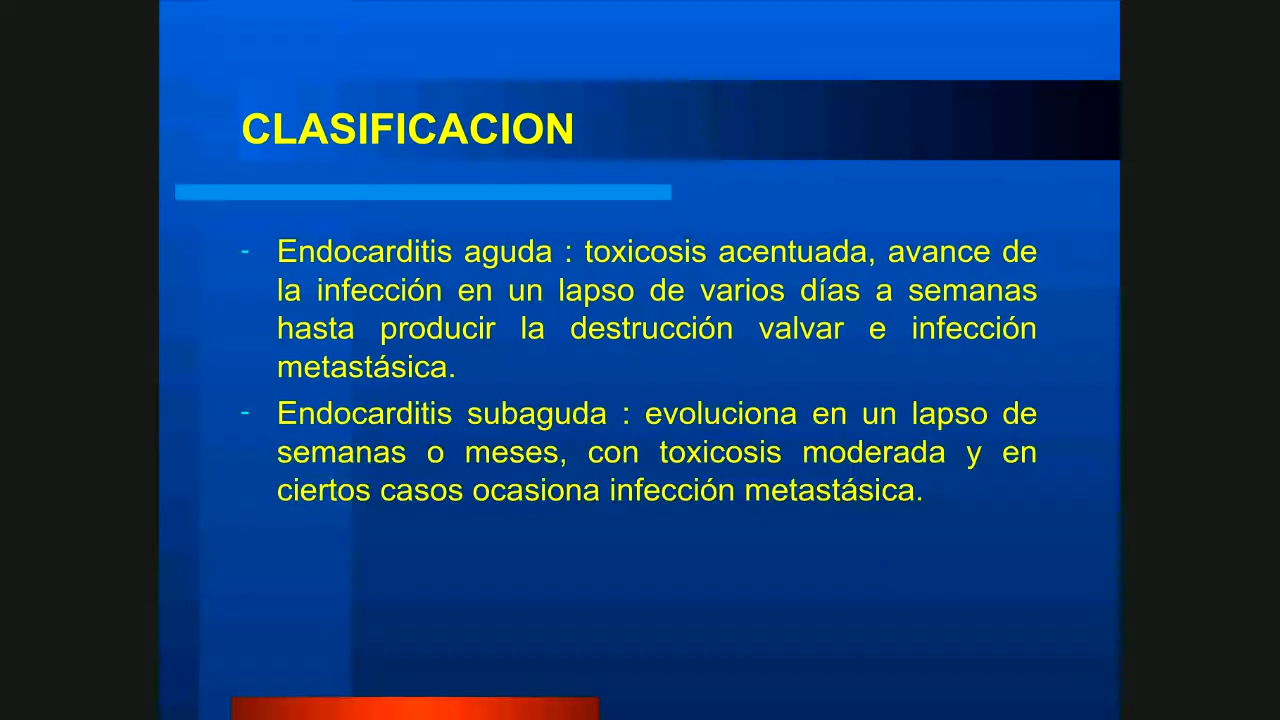 CLASIFICACION
- Endocarditis aguda : toxicosis acentuada, avance de
la infección en un lapso de varios días a semanas
hasta producir la destrucción valvar e infección
metastásica.
- Endocarditis subaguda : evoluciona en un lapso de
semanas o meses, con toxicosis moderada y en
ciertos casos ocasiona infección metastásica.